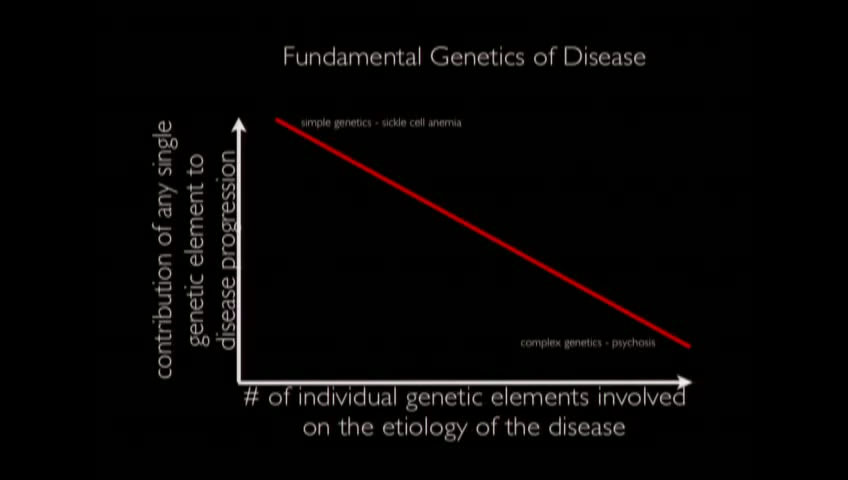 Fundamental Genetics of Disease
contribution of any single
genetic element to
disease progression
simple genetics - sickle cell anemia
complex genetics - psychosis
# of individual genetic elements involved
on the etiology of the disease